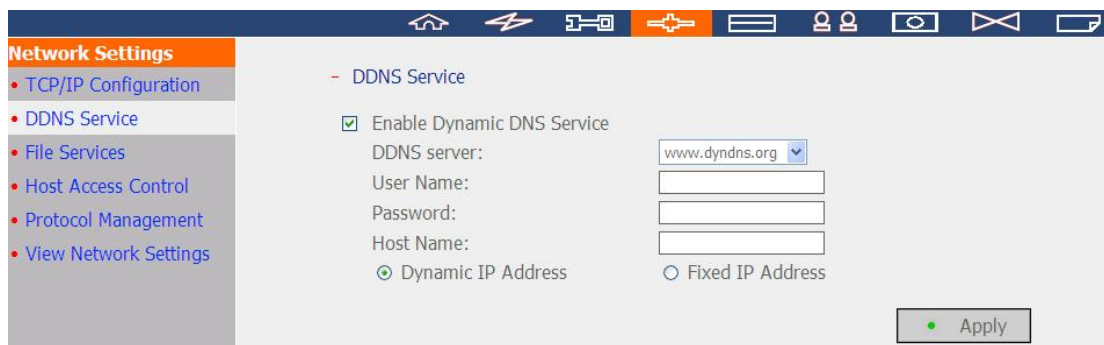 Network Settings
TCP/IP Configuration
DDNS Service
File Services
Host Access Control
Protocol Management
View Network Settings
– DDNS Service
Enable Dynamic DNS Service
DDNS server: www.dyndns.org
User Name:
Password:
Host Name:
Dynamic IP Address Fixed IP Address
Apply